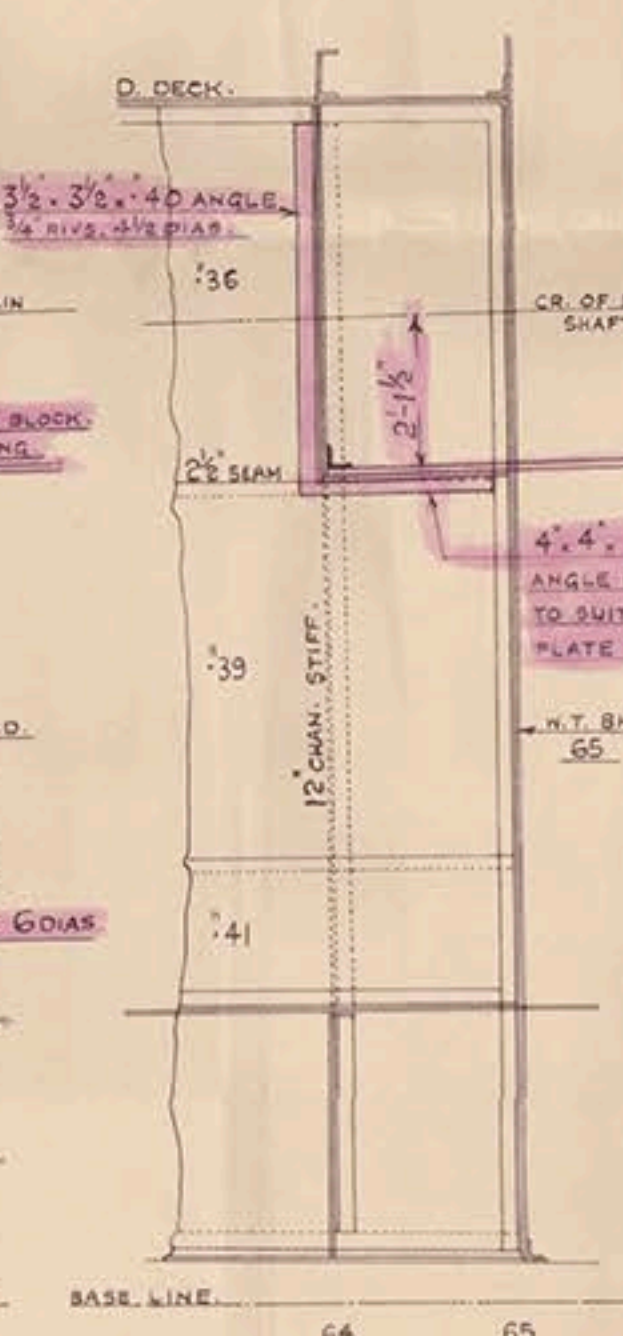 D. DECK.
3½" × 3½" × ·40 ANGLE
¾" RIVS. 4½ DIAS.
·36"
IN
CR. OF
SHAFT
BLOCK.
2'-1½"
2½" SEAM
4" × 4" ×
ANGLE
TO SUIT
PLATE
·39"
12" CHAN. STIFF.
D.
W.T. BH
65
6 DIAS
·41"
BASE LINE.
64 65